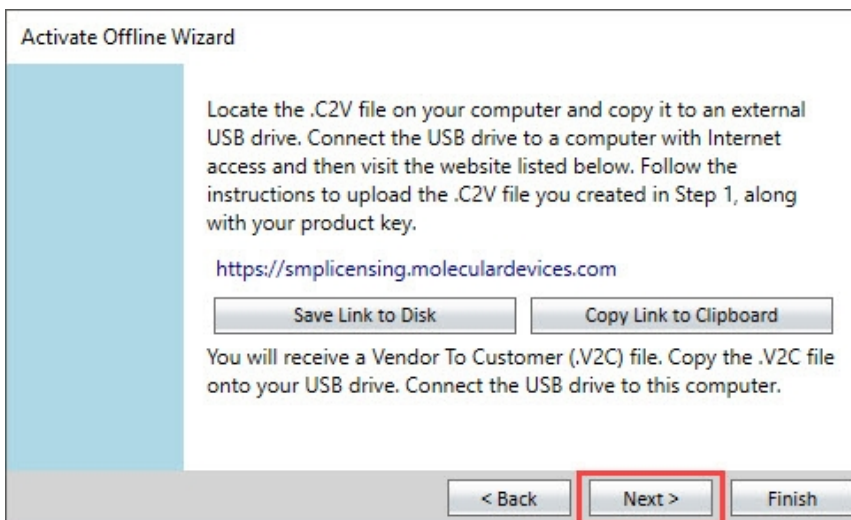 Activate Offline Wizard
Locate the .C2V file on your computer and copy it to an external
USB drive. Connect the USB drive to a computer with Internet
access and then visit the website listed below. Follow the
instructions to upload the .C2V file you created in Step 1, along
with your product key.
https://smplicensing.moleculardevices.com
Save Link to Disk
Copy Link to Clipboard
You will receive a Vendor To Customer (.V2C) file. Copy the .V2C file
onto your USB drive. Connect the USB drive to this computer.
< Back
Next >
Finish